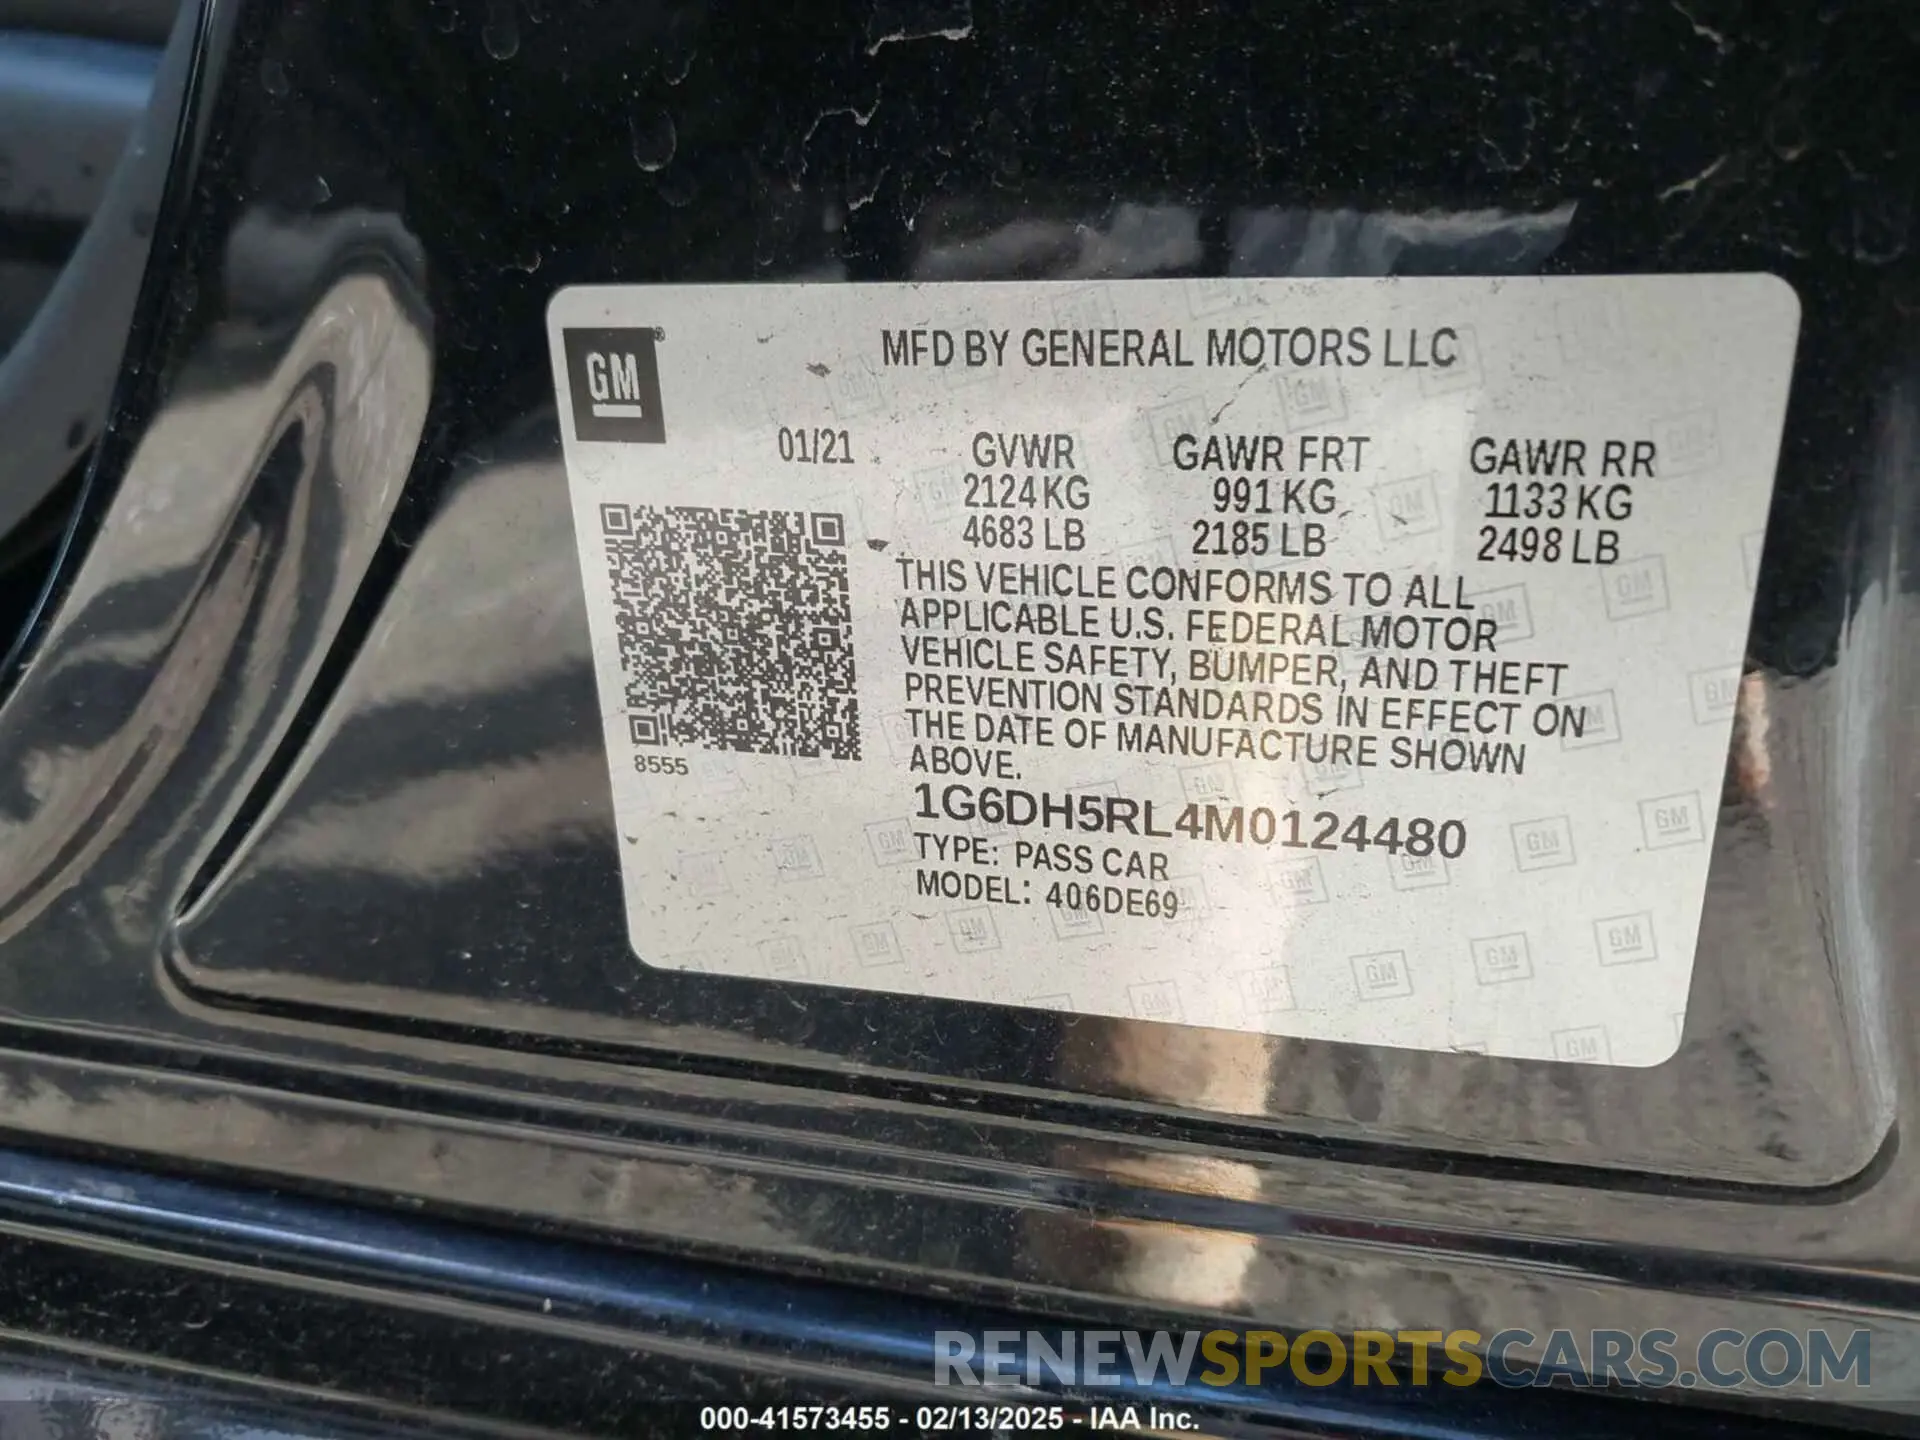 GM®
MFD BY GENERAL MOTORS LLC
01/21
GVWR GAWR FRT GAWR RR
2124 KG 991 KG 1133 KG
4683 LB 2185 LB 2498 LB
THIS VEHICLE CONFORMS TO ALL
APPLICABLE U.S. FEDERAL MOTOR
VEHICLE SAFETY, BUMPER, AND THEFT
PREVENTION STANDARDS IN EFFECT ON
THE DATE OF MANUFACTURE SHOWN
ABOVE.
8555
1G6DH5RL4M0124480
TYPE: PASS CAR
MODEL: 406DE69
RENEWSPORTSCARS.COM
000-41573455 - 02/13/2025 - IAA Inc.